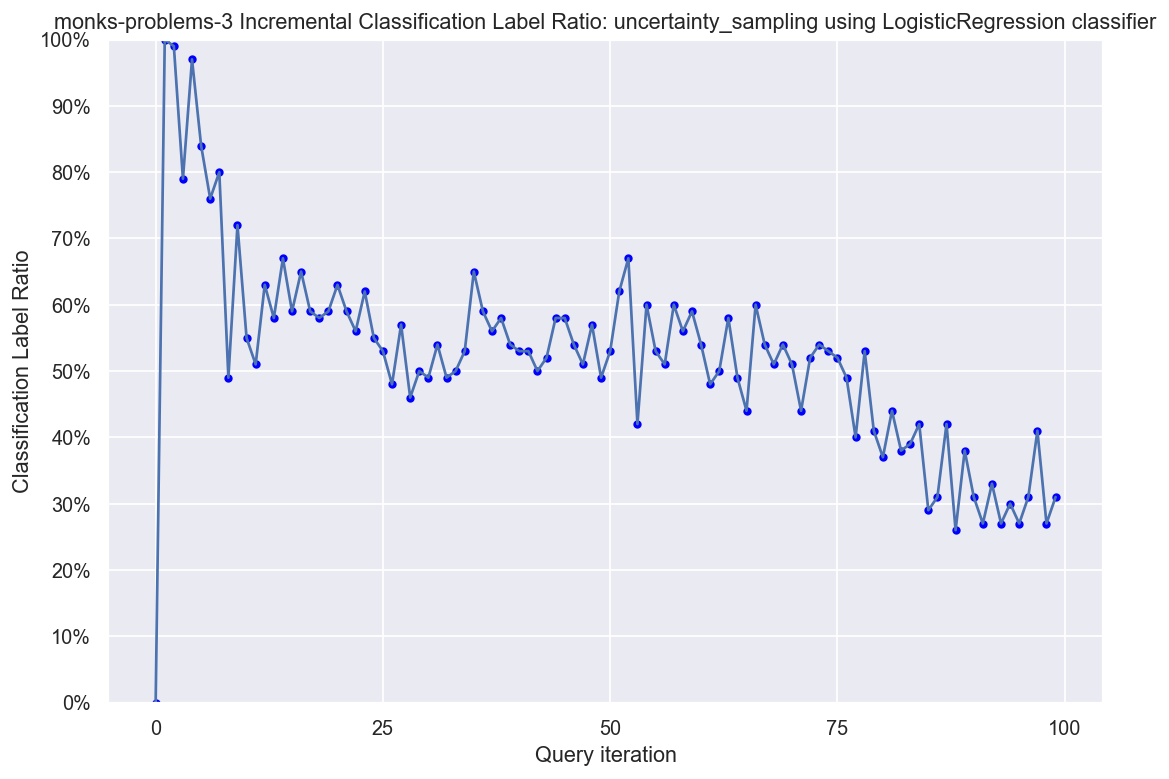 monks-problems-3 Incremental Classification Label Ratio: uncertainty_sampling using LogisticRegression classifier
100%
90%
80%
70%
60%
50%
40%
30%
20%
10%
0%
Classification Label Ratio
0 25 50 75 100
Query iteration